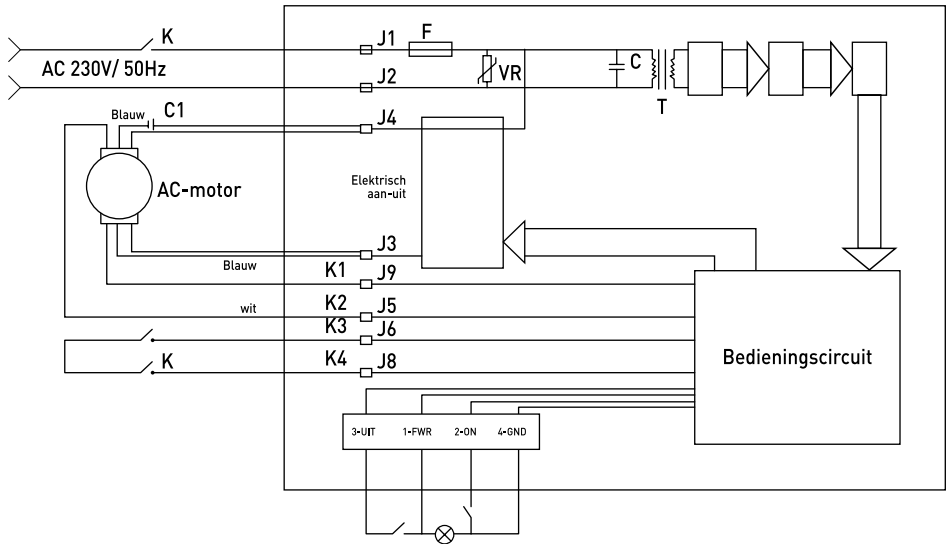 K
J1
F
AC 230V/ 50Hz
J2
VR
C
T
Blauw
C1
J4
AC-motor
Elektrisch
aan-uit
J3
Blauw
K1
J9
wit
K2
J5
K3
J6
K
K4
J8
Bedieningscircuit
3-UIT
1-FWR
2-ON
4-GND